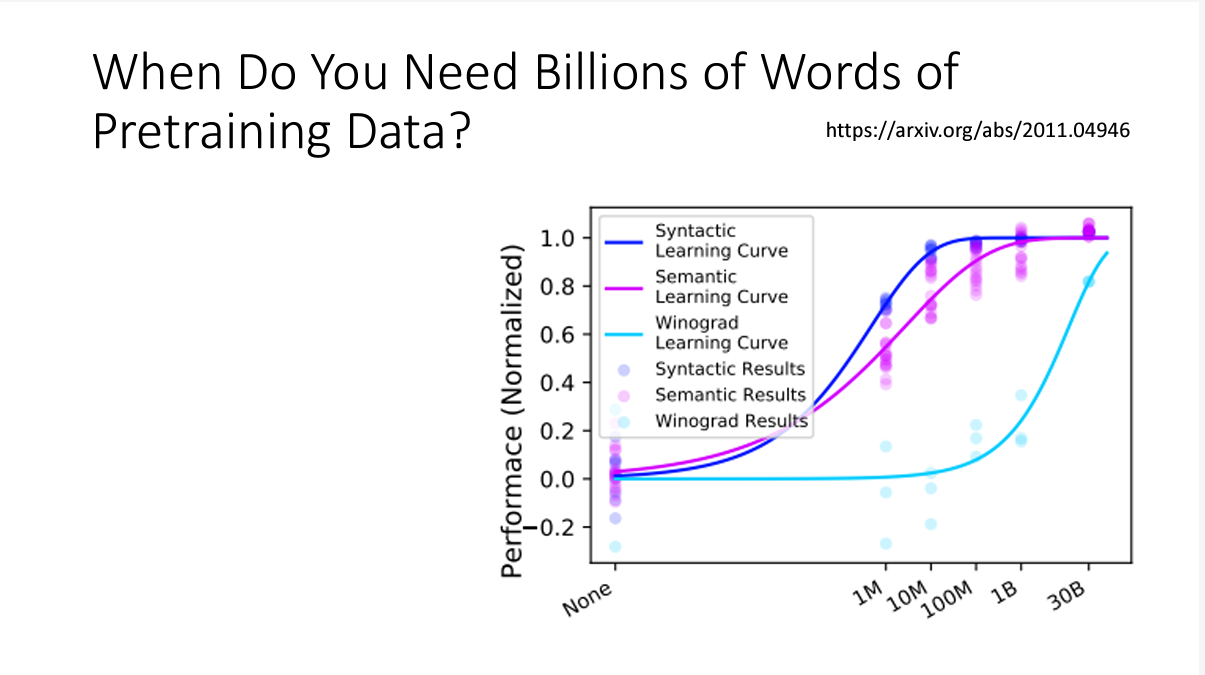 When Do You Need Billions of Words of
Pretraining Data?
https://arxiv.org/abs/2011.04946
Performace (Normalized)
1.0
0.8
0.6
0.4
0.2
0.0
−0.2
Syntactic
Learning Curve
Semantic
Learning Curve
Winograd
Learning Curve
Syntactic Results
Semantic Results
Winograd Results
None
1M
10M
100M
1B
30B